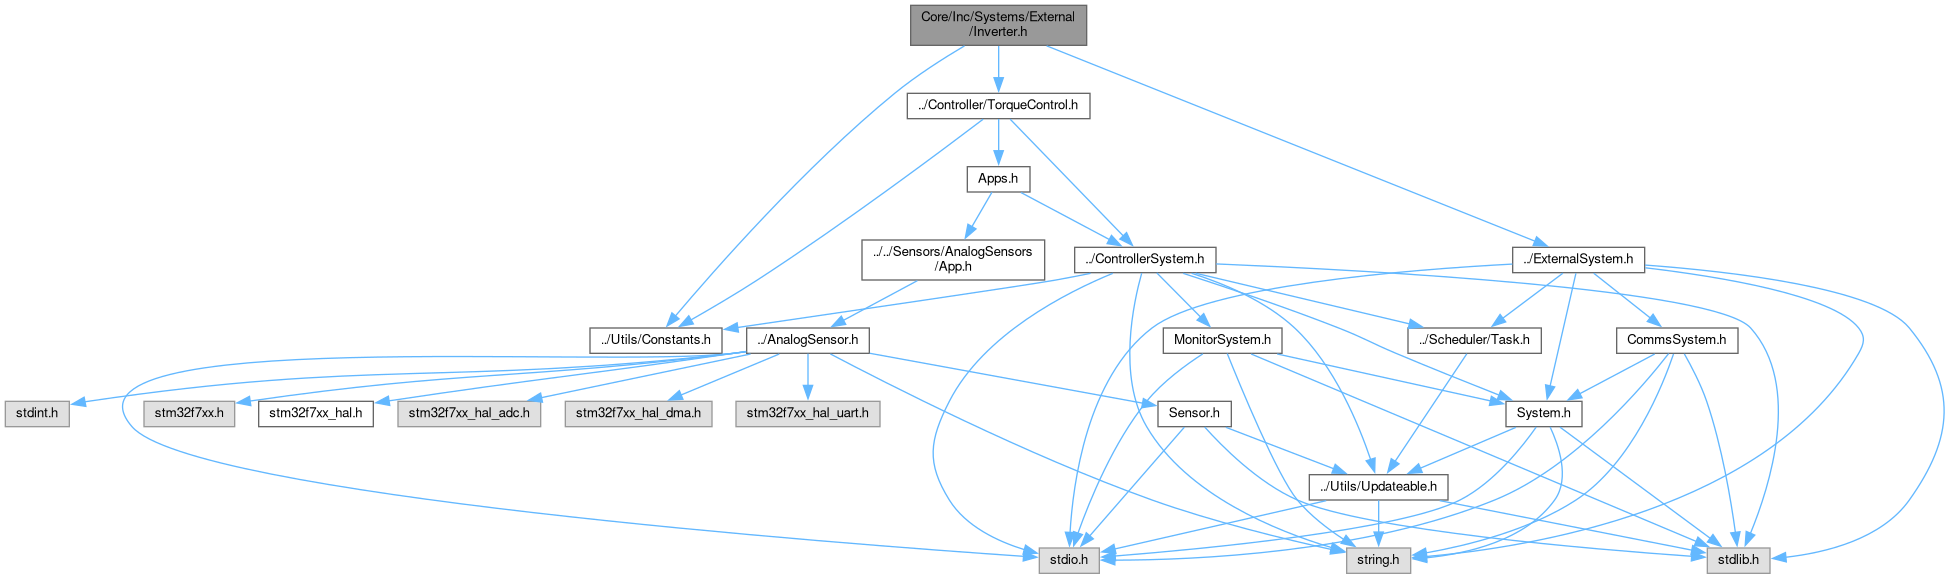 Core/Inc/Systems/External
/Inverter.h
../Controller/TorqueControl.h
Apps.h
../../Sensors/AnalogSensors
/App.h
../ControllerSystem.h
../ExternalSystem.h
../Utils/Constants.h
../AnalogSensor.h
MonitorSystem.h
../Scheduler/Task.h
CommsSystem.h
stdint.h
stm32f7xx.h
stm32f7xx_hal.h
stm32f7xx_hal_adc.h
stm32f7xx_hal_dma.h
stm32f7xx_hal_uart.h
Sensor.h
System.h
../Utils/Updateable.h
stdio.h
string.h
stdlib.h